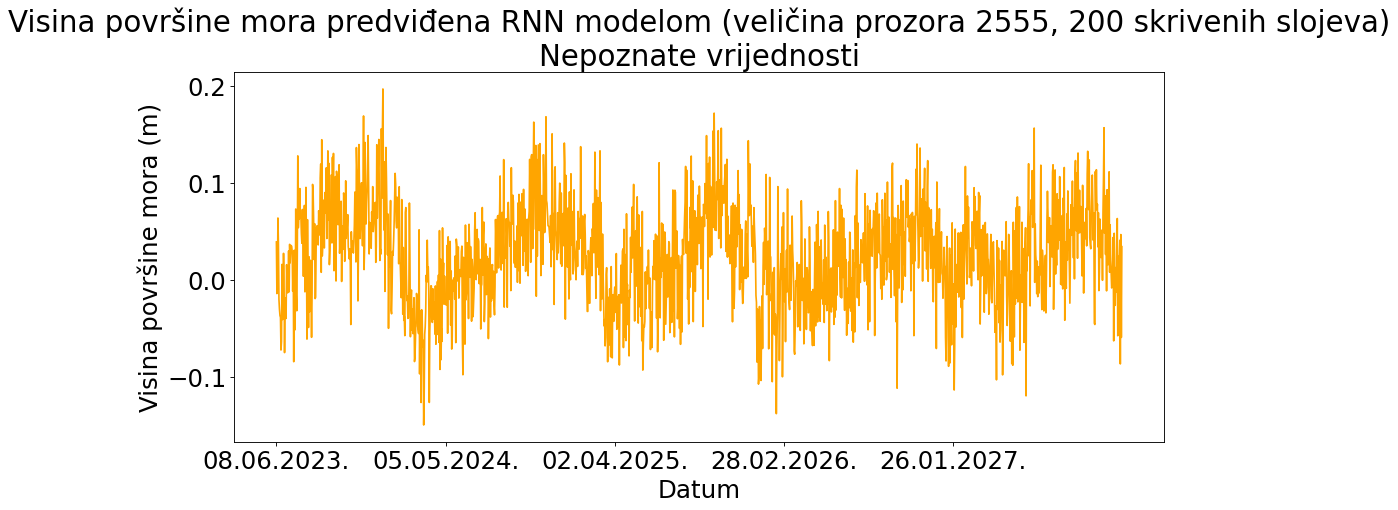 Visina površine mora predviđena RNN modelom (veličina prozora 2555, 200 skrivenih slojeva)
Nepoznate vrijednosti
Visina površine mora (m)
0.2
0.1
0.0
−0.1
08.06.2023. 05.05.2024. 02.04.2025. 28.02.2026. 26.01.2027.
Datum